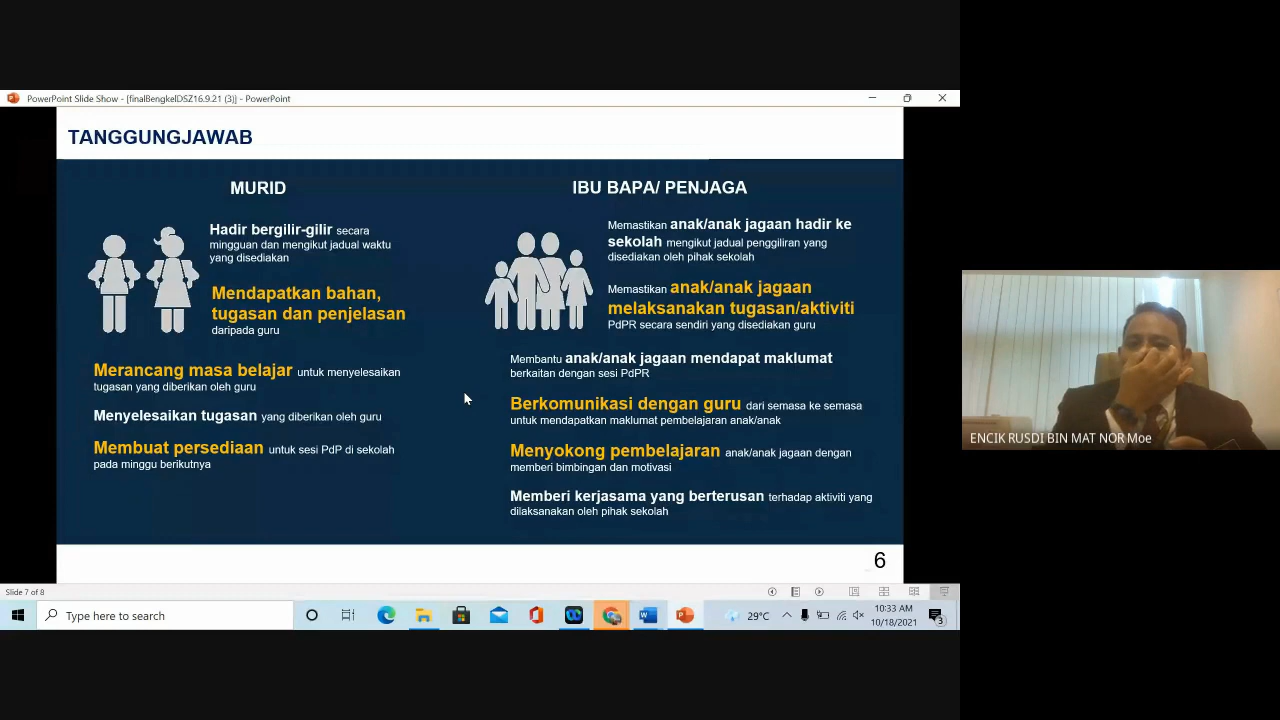 PowerPoint Slide Show - [finalBengkelDSZ16.9.21 (3)] - PowerPoint
TANGGUNGJAWAB
MURID
Hadir bergilir-gilir secara
mingguan dan mengikut jadual waktu
yang disediakan
Mendapatkan bahan,
tugasan dan penjelasan
daripada guru
Merancang masa belajar untuk menyelesaikan
tugasan yang diberikan oleh guru
Menyelesaikan tugasan yang diberikan oleh guru
Membuat persediaan untuk sesi PdP di sekolah
pada minggu berikutnya
IBU BAPA/ PENJAGA
Memastikan anak/anak jagaan hadir ke
sekolah mengikut jadual penggiliran yang
disediakan oleh pihak sekolah
Memastikan anak/anak jagaan
melaksanakan tugasan/aktiviti
PdPR secara sendiri yang disediakan guru
Membantu anak/anak jagaan mendapat maklumat
berkaitan dengan sesi PdPR
Berkomunikasi dengan guru dari semasa ke semasa
untuk mendapatkan maklumat pembelajaran anak/anak
Menyokong pembelajaran anak/anak jagaan dengan
memberi bimbingan dan motivasi
Memberi kerjasama yang berterusan terhadap aktiviti yang
dilaksanakan oleh pihak sekolah
6
ENCIK RUSDI BIN MAT NOR Moe
Slide 7 of 8
Type here to search
29°C
10:33 AM
10/18/2021
3